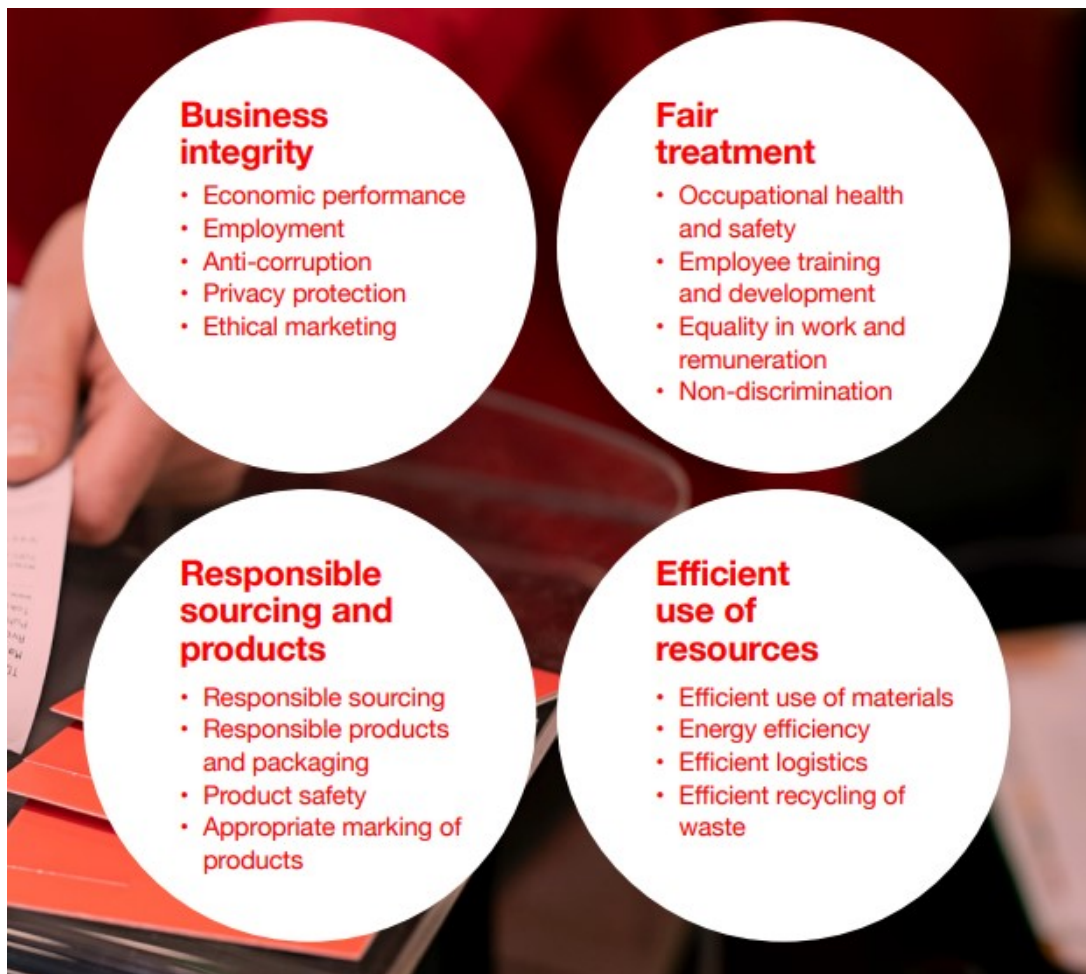 Business
integrity
• Economic performance
• Employment
• Anti-corruption
• Privacy protection
• Ethical marketing
Fair
treatment
• Occupational health
and safety
• Employee training
and development
• Equality in work and
remuneration
• Non-discrimination
Responsible
sourcing and
products
• Responsible sourcing
• Responsible products
and packaging
• Product safety
• Appropriate marking of
products
Efficient
use of
resources
• Efficient use of materials
• Energy efficiency
• Efficient logistics
• Efficient recycling of
waste